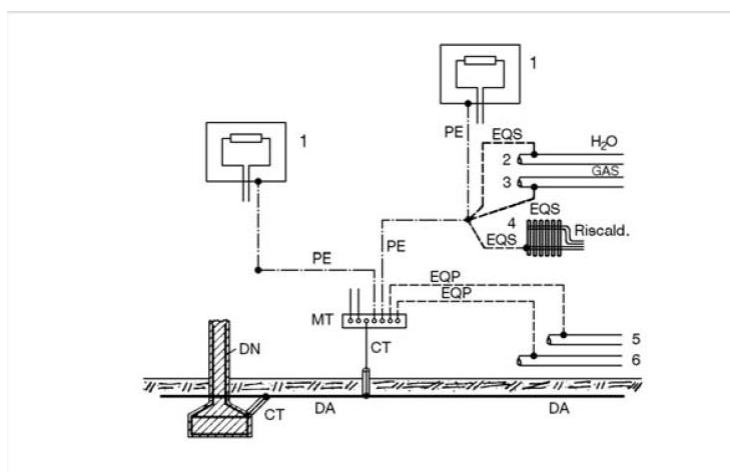 1
PE
EQS
H₂O
2
1
GAS
3
EQS
4
Riscald.
EQS
PE
PE
EQP
EQP
MT
5
CT
DN
6
CT
DA
DA